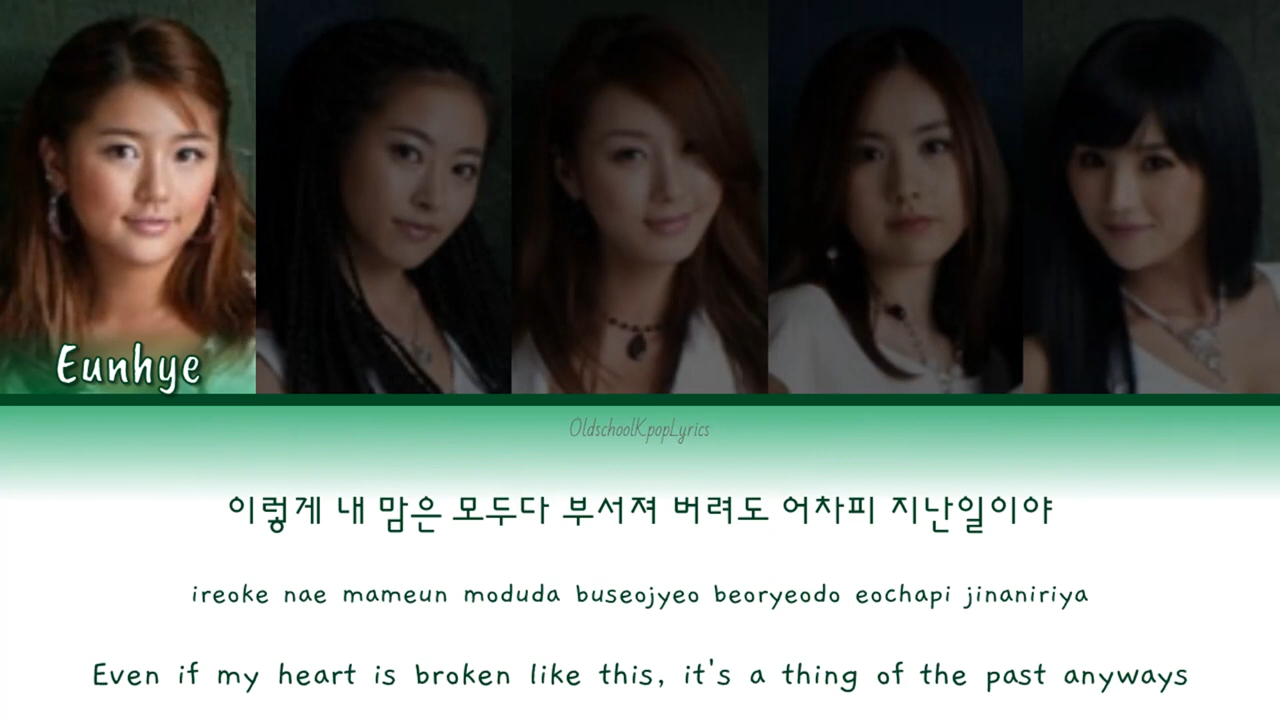 Eunhye
OldschoolKpopLyrics
이렇게 내 맘은 모두다 부서져 버려도 어차피 지난일이야
ireoke nae mameun moduda buseojyeo beoryeodo eochapi jinaniriya
Even if my heart is broken like this, it's a thing of the past anyways